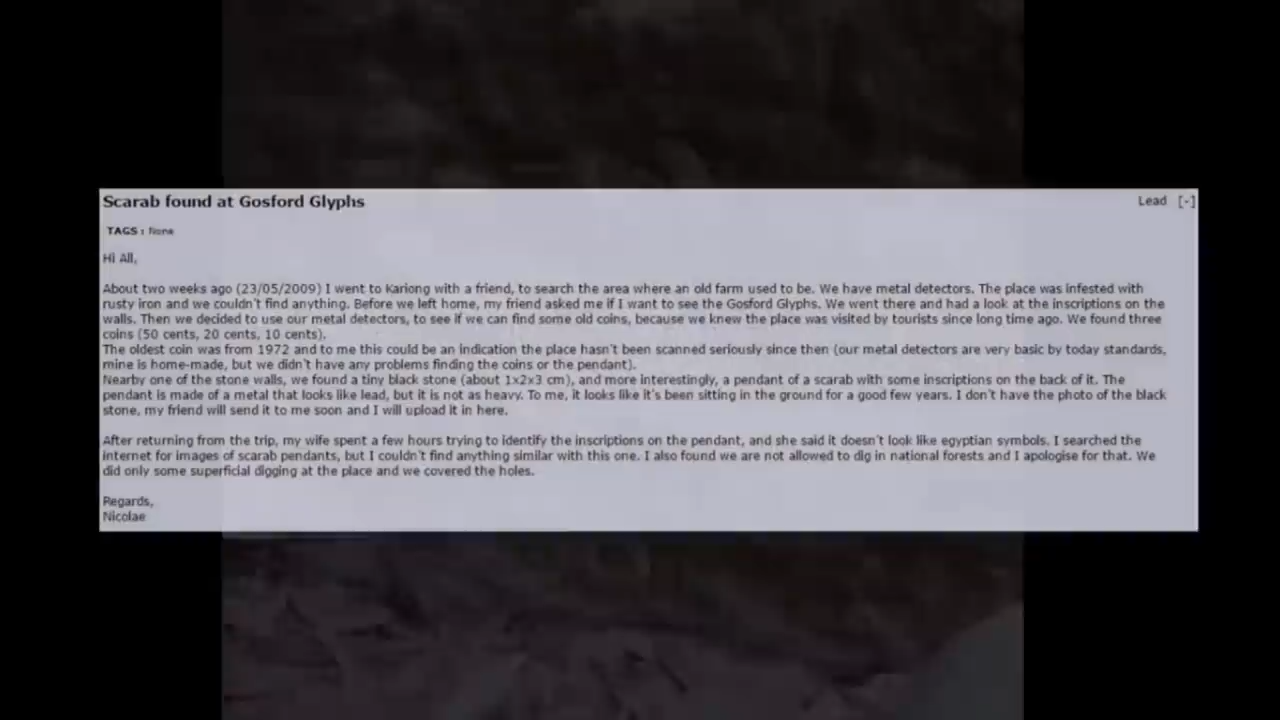 Scarab found at Gosford Glyphs
Lead [-]
TAGS : None
Hi All,
About two weeks ago (23/05/2009) I went to Kariong with a friend, to search the area where an old farm used to be. We have metal detectors. The place was infested with
rusty iron and we couldn't find anything. Before we left home, my friend asked me if I want to see the Gosford Glyphs. We went there and had a look at the inscriptions on the
walls. Then we decided to use our metal detectors, to see if we can find some old coins, because we knew the place was visited by tourists since long time ago. We found three
coins (50 cents, 20 cents, 10 cents).
The oldest coin was from 1972 and to me this could be an indication the place hasn't been scanned seriously since then (our metal detectors are very basic by today standards,
mine is home-made, but we didn't have any problems finding the coins or the pendant).
Nearby one of the stone walls, we found a tiny black stone (about 1x2x3 cm), and more interestingly, a pendant of a scarab with some inscriptions on the back of it. The
pendant is made of a metal that looks like lead, but it is not as heavy. To me, it looks like it's been sitting in the ground for a good few years. I don't have the photo of the black
stone, my friend will send it to me soon and I will upload it in here.
After returning from the trip, my wife spent a few hours trying to identify the inscriptions on the pendant, and she said it doesn't look like egyptian symbols. I searched the
internet for images of scarab pendants, but I couldn't find anything similar with this one. I also found we are not allowed to dig in national forests and I apologise for that. We
did only some superficial digging at the place and we covered the holes.
Regards,
Nicolae